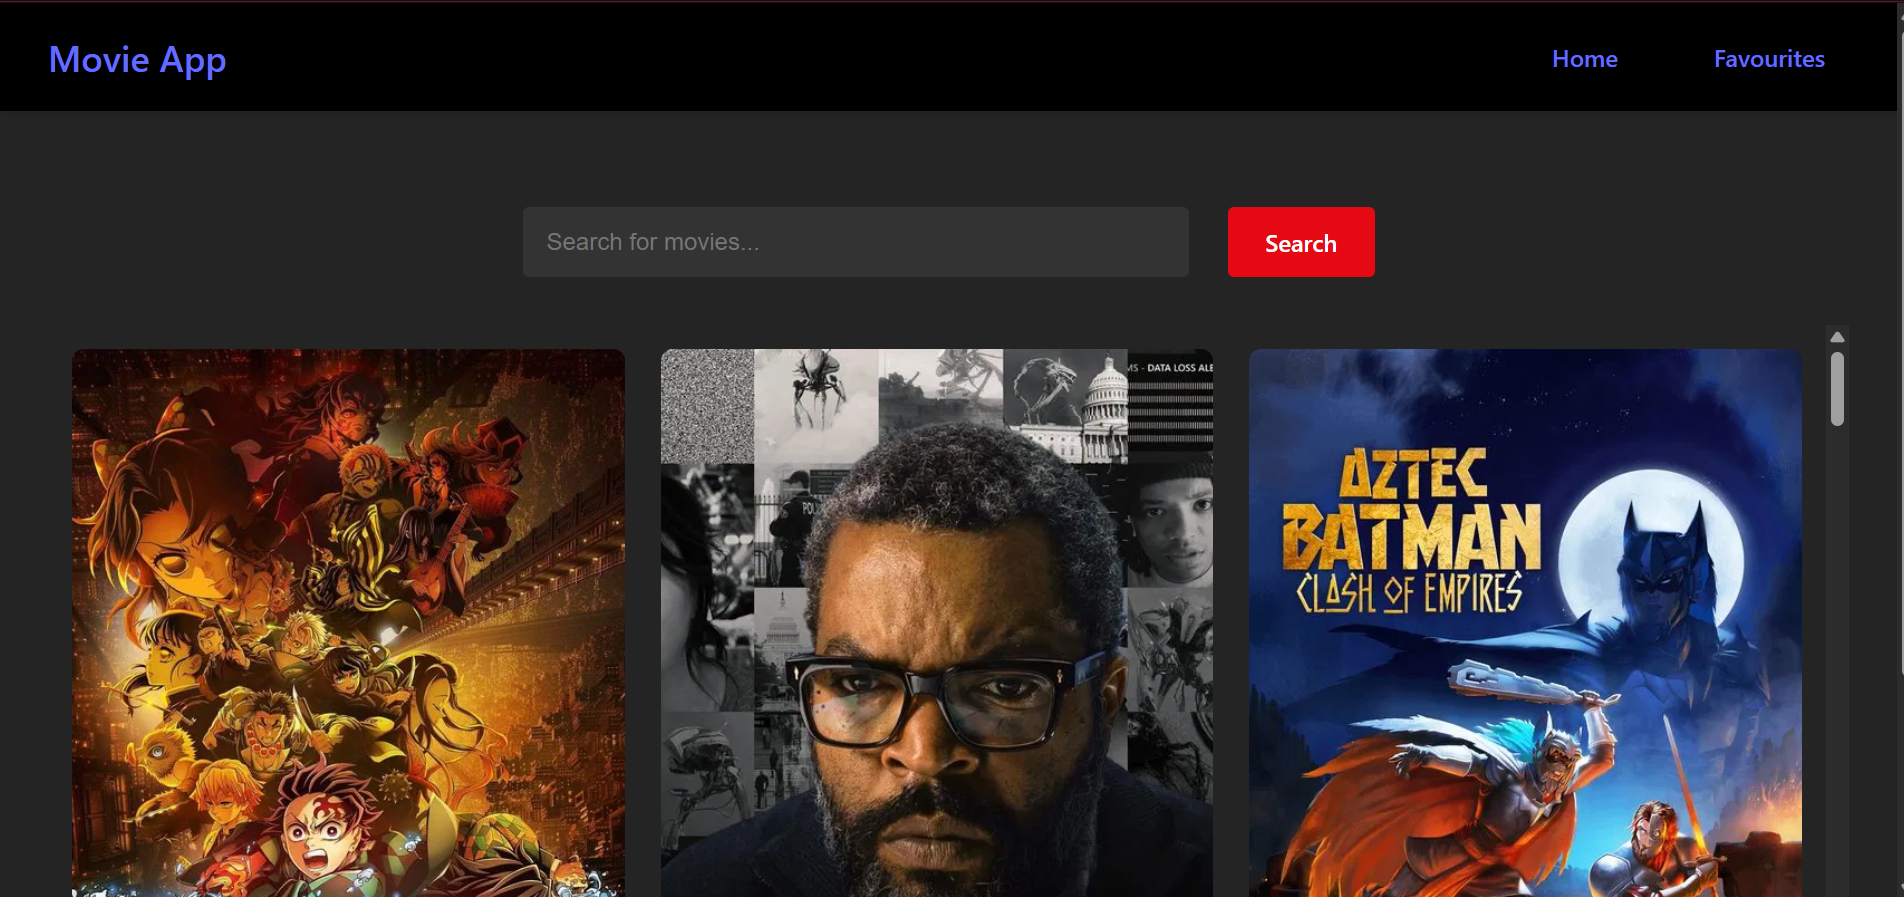 Movie App
Home
Favourites
Search for movies...
Search
MS - DATA LOSS ALE
POL
AZTEC
BATMAN
CLASH OF EMPIRES